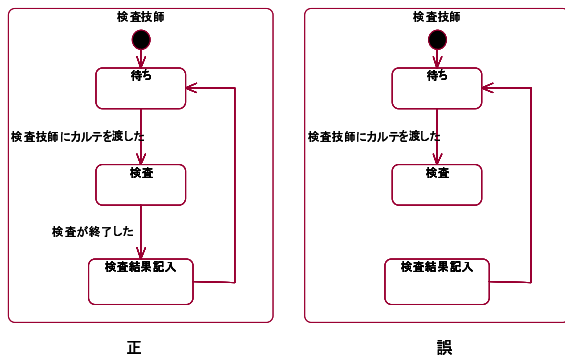 検査技師
待ち
検査技師にカルテを渡した
検査
検査が終了した
検査結果記入
正
検査技師
待ち
検査技師にカルテを渡した
検査
検査結果記入
誤